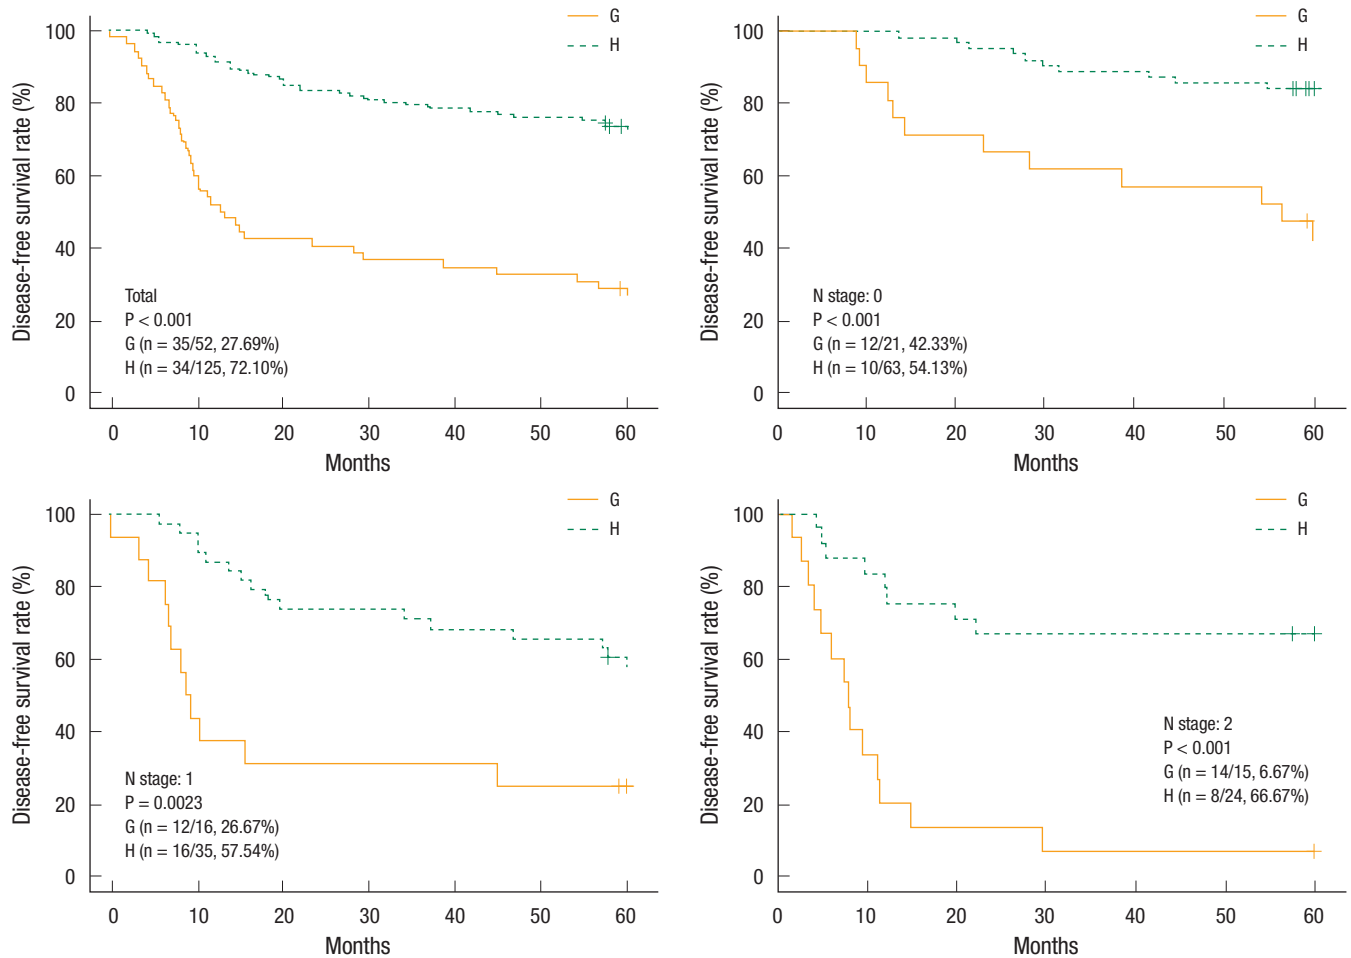 G
H
Disease-free survival rate (%)
100
80
60
40
20
0
Total
P < 0.001
G (n = 35/52, 27.69%)
H (n = 34/125, 72.10%)
0 10 20 30 40 50 60
Months
G
H
Disease-free survival rate (%)
100
80
60
40
20
0
N stage: 0
P < 0.001
G (n = 12/21, 42.33%)
H (n = 10/63, 54.13%)
0 10 20 30 40 50 60
Months
G
H
Disease-free survival rate (%)
100
80
60
40
20
0
N stage: 1
P = 0.0023
G (n = 12/16, 26.67%)
H (n = 16/35, 57.54%)
0 10 20 30 40 50 60
Months
G
H
Disease-free survival rate (%)
100
80
60
40
20
0
N stage: 2
P < 0.001
G (n = 14/15, 6.67%)
H (n = 8/24, 66.67%)
0 10 20 30 40 50 60
Months